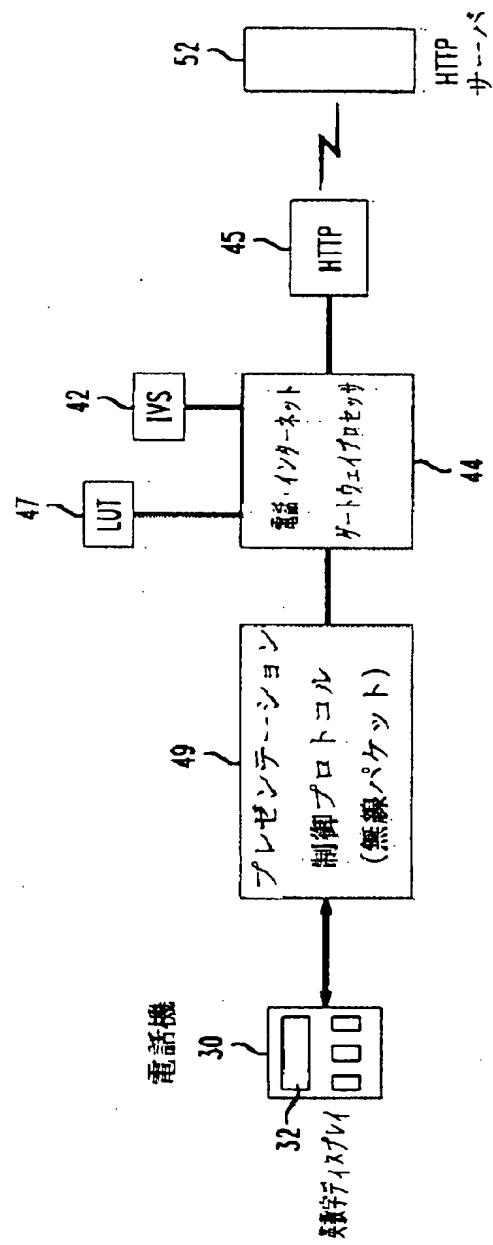 電話機
30
32
英数字ディスプレイ
49
プレゼンテーション
制御プロトコル
(無線パケット)
47
LUT
42
IVS
電話・インターネット
ゲートウェイプロセッサ
44
45
HTTP
52
HTTP
サーバ